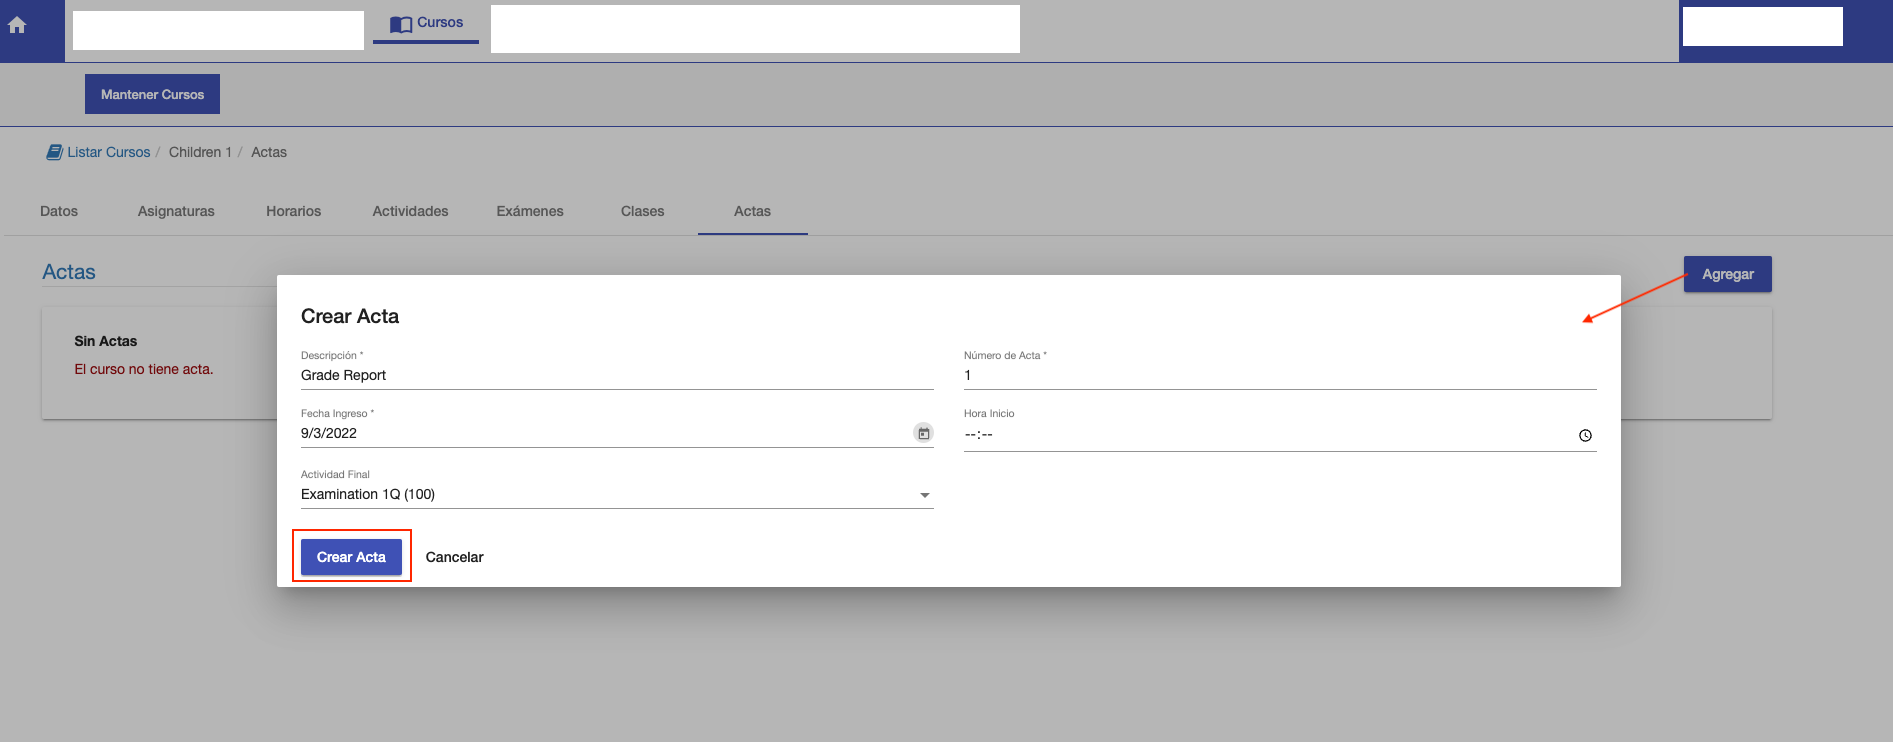 Cursos
Mantener Cursos
Listar Cursos / Children 1 / Actas
Datos Asignaturas Horarios Actividades Exámenes Clases Actas
Actas
Agregar
Sin Actas
El curso no tiene acta.
Crear Acta
Descripción *
Grade Report
Número de Acta *
1
Fecha Ingreso *
9/3/2022
Hora Inicio
--:--
Actividad Final
Examination 1Q (100)
Crear Acta Cancelar